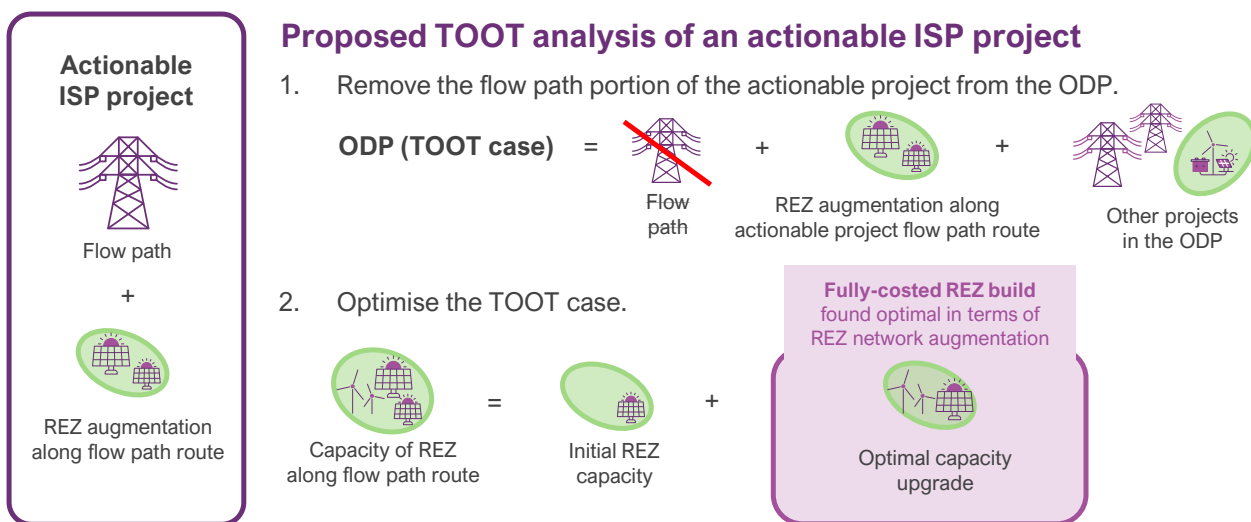 Actionable
ISP project
Flow path
+
REZ augmentation
along flow path route
Proposed TOOT analysis of an actionable ISP project
1. Remove the flow path portion of the actionable project from the ODP.
ODP (TOOT case) = + +
Flow
path
REZ augmentation along
actionable project flow path route
Other projects
in the ODP
2. Optimise the TOOT case.
Fully-costed REZ build
found optimal in terms of
REZ network augmentation
= +
Capacity of REZ
along flow path route
Initial REZ
capacity
Optimal capacity
upgrade